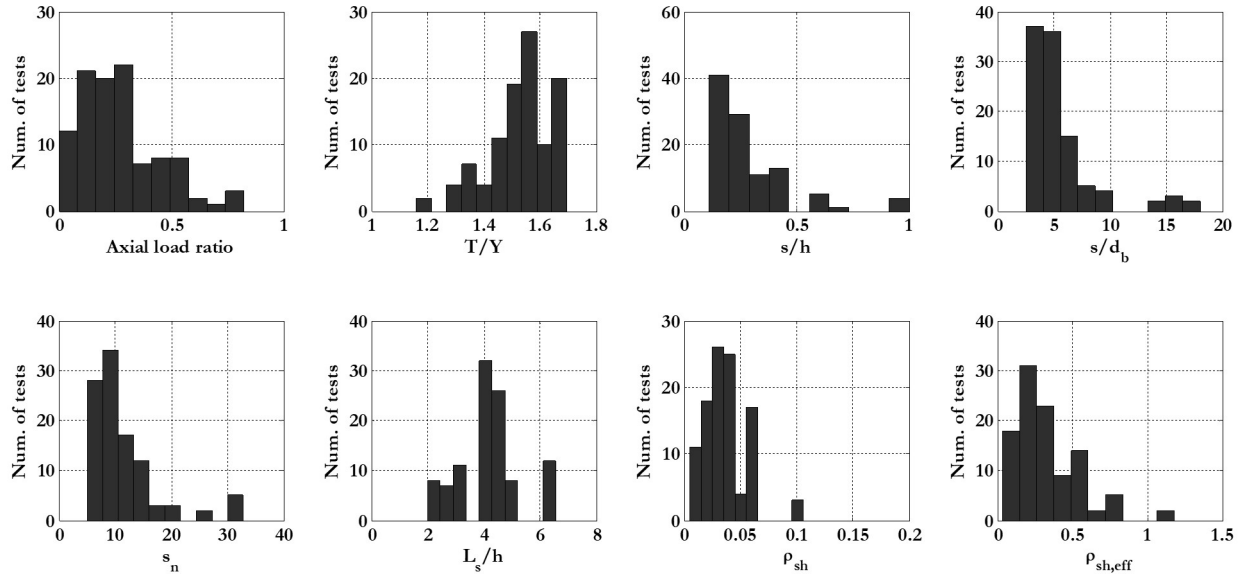 30
20
10
0
Num. of tests
0 0.5 1
Axial load ratio
30
20
10
0
Num. of tests
1 1.2 1.4 1.6 1.8
T/Y
60
40
20
0
Num. of tests
0 0.5 1
s/h
40
30
20
10
0
Num. of tests
0 5 10 15 20
s/d_b
40
30
20
10
0
Num. of tests
0 10 20 30 40
s_n
40
30
20
10
0
Num. of tests
0 2 4 6 8
L_s/h
30
20
10
0
Num. of tests
0 0.05 0.1 0.15 0.2
ρ_sh
40
30
20
10
0
Num. of tests
0 0.5 1 1.5
ρ_sh,eff